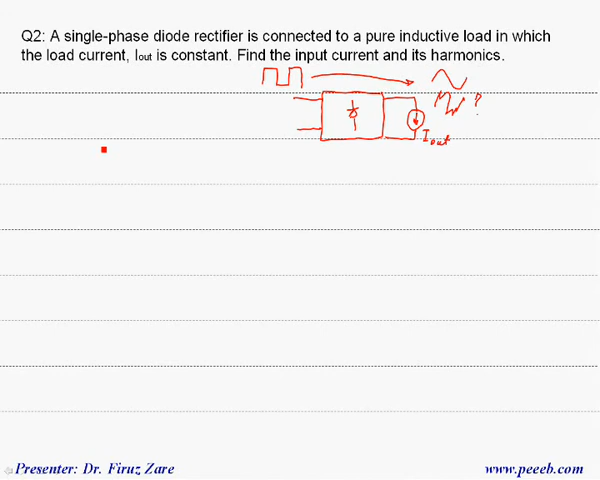 Q2: A single-phase diode rectifier is connected to a pure inductive load in which
the load current, Iout is constant. Find the input current and its harmonics.
?
Iout
Presenter: Dr. Firuz Zare
www.peeeb.com